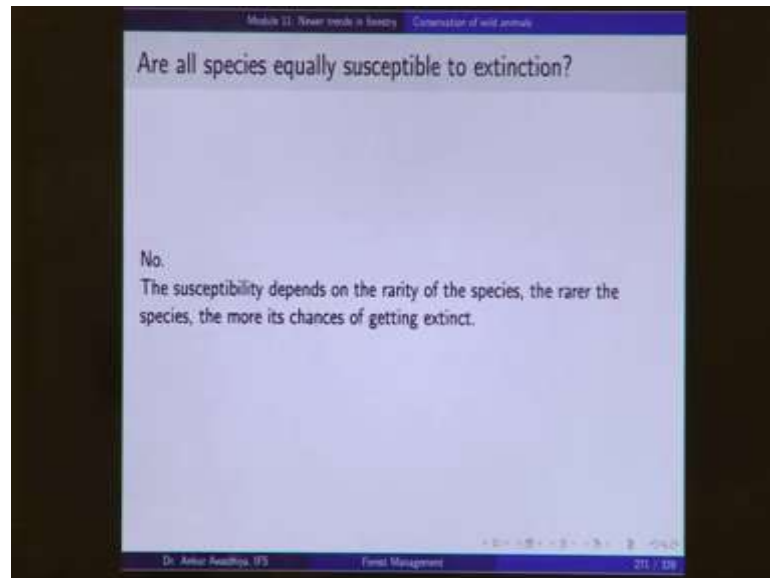 Module 11: Newer trends in forestry Conservation of wild animals
Are all species equally susceptible to extinction?
No.
The susceptibility depends on the rarity of the species, the rarer the
species, the more its chances of getting extinct.
Dr. Ankur Awadhiya, IFS Forest Management